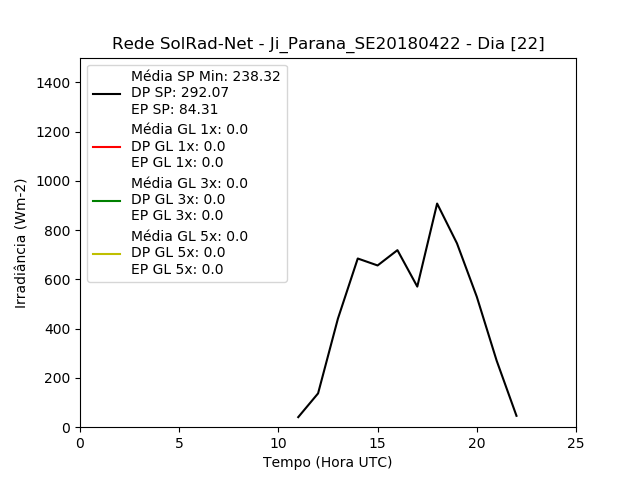 Rede SolRad-Net - Ji_Parana_SE20180422 - Dia [22]
Média SP Min: 238.32
DP SP: 292.07
EP SP: 84.31
Média GL 1x: 0.0
DP GL 1x: 0.0
EP GL 1x: 0.0
Média GL 3x: 0.0
DP GL 3x: 0.0
EP GL 3x: 0.0
Média GL 5x: 0.0
DP GL 5x: 0.0
EP GL 5x: 0.0
Irradiância (Wm-2)
1400
1200
1000
800
600
400
200
0
0 5 10 15 20 25
Tempo (Hora UTC)